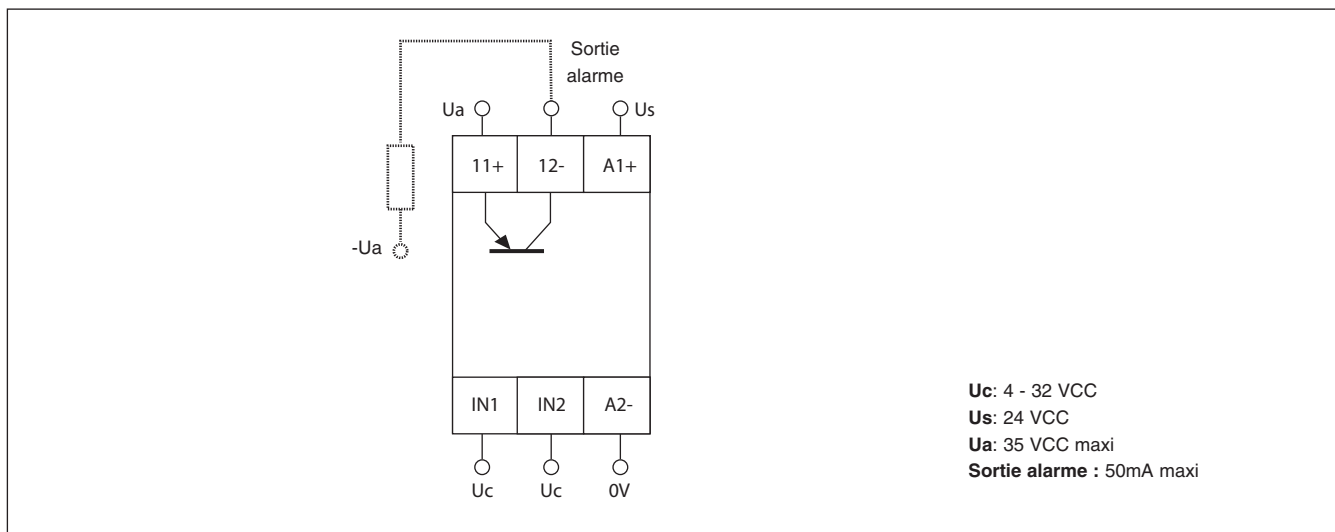 Sortie
alarme
Ua
Us
11+
12-
A1+
-Ua
IN1
IN2
A2-
Uc
Uc
0V
Uc: 4 - 32 VCC
Us: 24 VCC
Ua: 35 VCC maxi
Sortie alarme : 50mA maxi